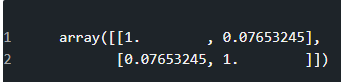 1 array([[1.        , 0.07653245],
2        [0.07653245, 1.        ]])